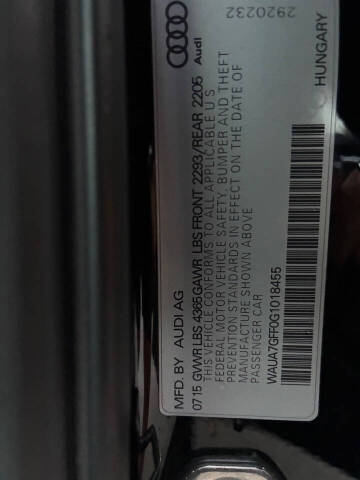 MFD. BY AUDI AG
07 15 GVWR LBS 4365 GAWR LBS FRONT 2293/REAR 2205
THIS VEHICLE CONFORMS TO ALL APPLICABLE U S
FEDERAL MOTOR VEHICLE SAFETY, BUMPER AND THEFT
PREVENTION STANDARDS IN EFFECT ON THE DATE OF
MANUFACTURE SHOWN ABOVE
PASSENGER CAR
WAUA7GFF0G1018455
HUNGARY
Audi
2920232